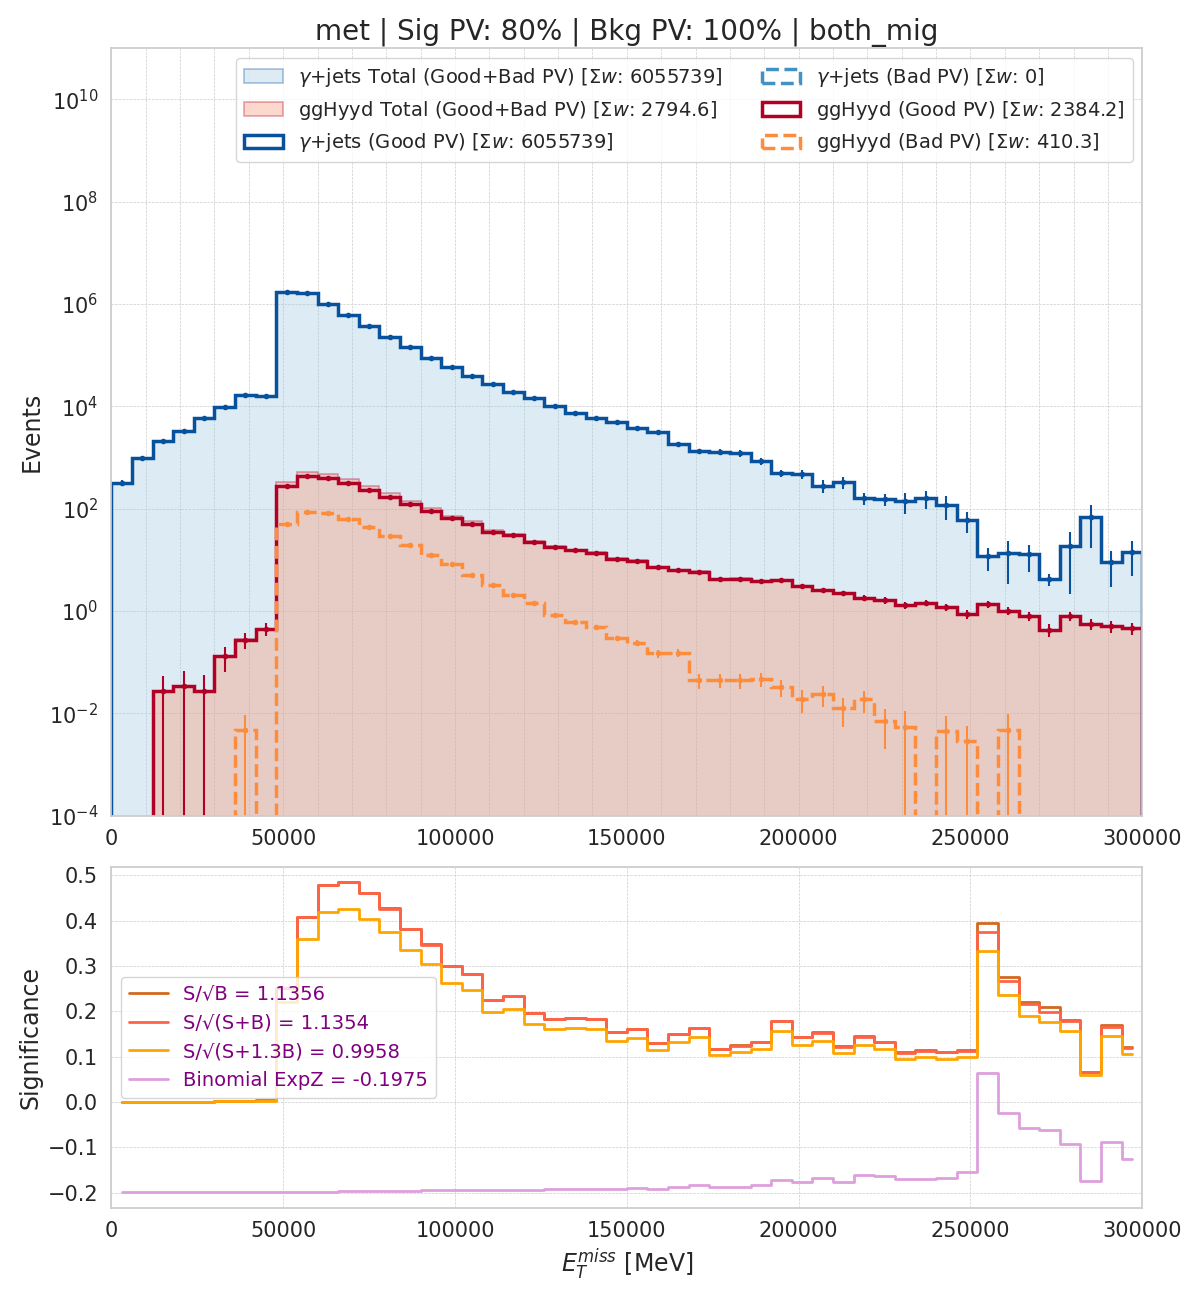 met | Sig PV: 80% | Bkg PV: 100% | both_mig
γ+jets Total (Good+Bad PV) [Σw: 6055739]
ggHyyd Total (Good+Bad PV) [Σw: 2794.6]
γ+jets (Good PV) [Σw: 6055739]
γ+jets (Bad PV) [Σw: 0]
ggHyyd (Good PV) [Σw: 2384.2]
ggHyyd (Bad PV) [Σw: 410.3]
Events
10^10
10^8
10^6
10^4
10^2
10^0
10^−2
10^−4
0 50000 100000 150000 200000 250000 300000
Significance
0.5
0.4
0.3
0.2
0.1
0.0
−0.1
−0.2
S/√B = 1.1356
S/√(S+B) = 1.1354
S/√(S+1.3B) = 0.9958
Binomial ExpZ = -0.1975
0 50000 100000 150000 200000 250000 300000
E_T^miss [MeV]